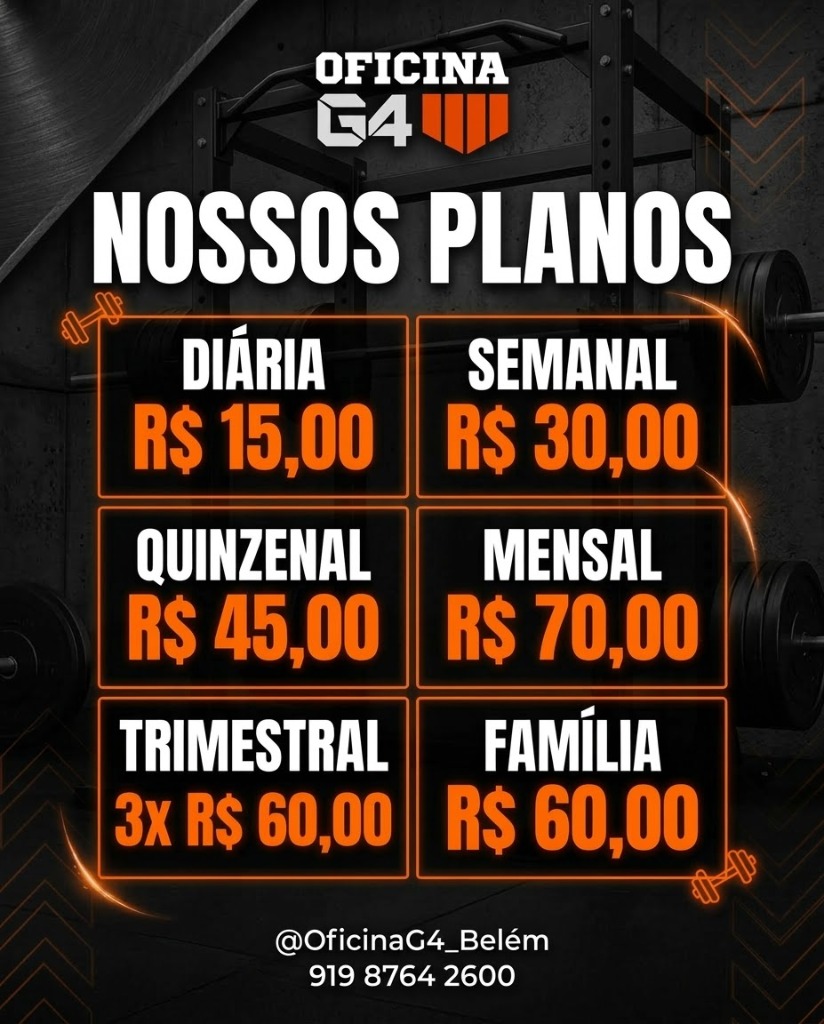 OFICINA
G4
NOSSOS PLANOS
DIÁRIA
R$ 15,00
SEMANAL
R$ 30,00
QUINZENAL
R$ 45,00
MENSAL
R$ 70,00
TRIMESTRAL
3x R$ 60,00
FAMÍLIA
R$ 60,00
@OficinaG4_Belém
919 8764 2600